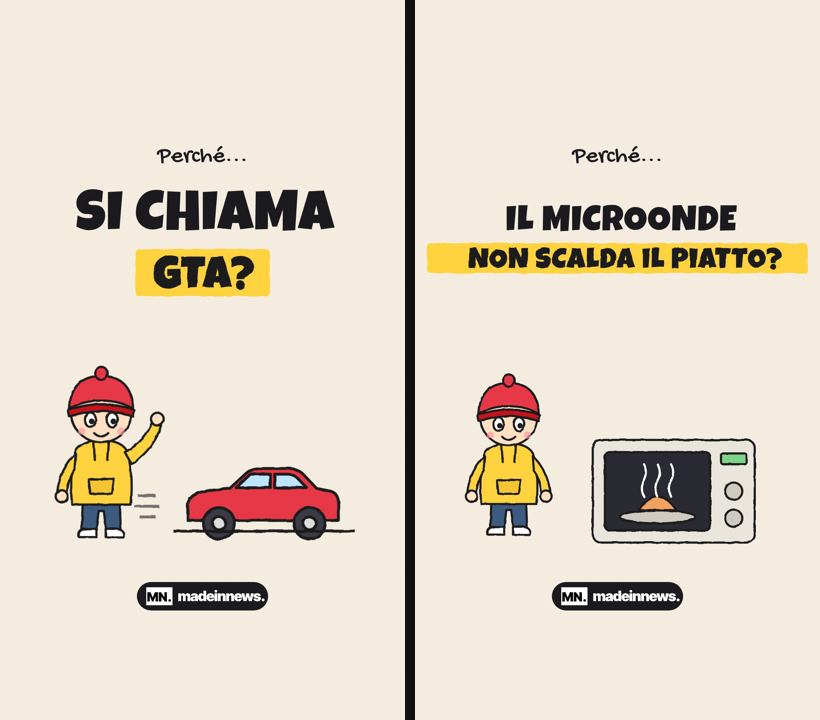 Perché...
SI CHIAMA
GTA?
MN. madeinnews.
Perché...
IL MICROONDE
NON SCALDA IL PIATTO?
MN. madeinnews.